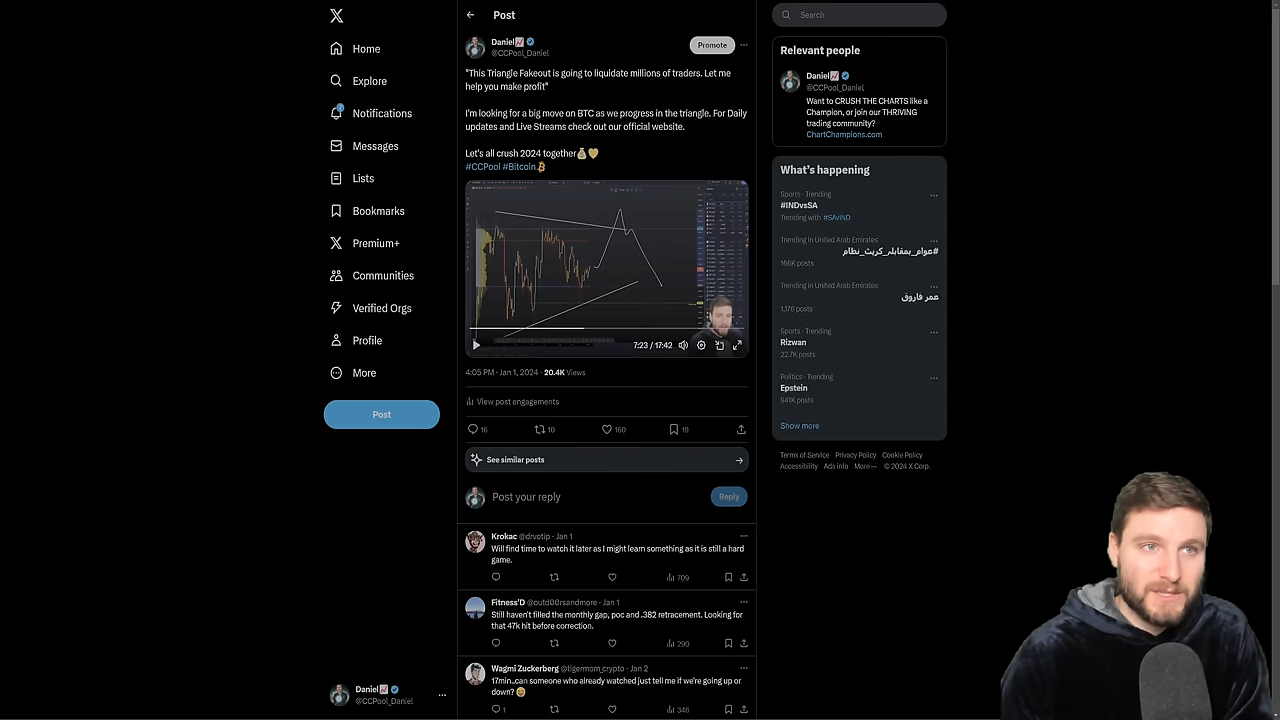 Home
Explore
Notifications
Messages
Lists
Bookmarks
Premium+
Communities
Verified Orgs
Profile
More
Post
Daniel
@CCPool_Daniel
Post
Daniel
@CCPool_Daniel
Promote
"This Triangle Fakeout is going to liquidate millions of traders. Let me
help you make profit"
I'm looking for a big move on BTC as we progress in the triangle. For Daily
updates and Live Streams check out our official website.
Let's all crush 2024 together💰💛
#CCPool #Bitcoin
7:23 / 17:42
4:05 PM · Jan 1, 2024 · 20.4K Views
View post engagements
16 10 160 19
See similar posts
Post your reply
Reply
Krokac @drvotip · Jan 1
Will find time to watch it later as I might learn something as it is still a hard
game.
709
Fitness'D @outd00rsandmore · Jan 1
Still haven't filled the monthly gap, poc and .382 retracement. Looking for
that 47k hit before correction.
290
Wagmi Zuckerberg @tigermom_crypto · Jan 2
17min..can someone who already watched just tell me if we're going up or
down? 😅
1 346
Search
Relevant people
Daniel
@CCPool_Daniel
Want to CRUSH THE CHARTS like a
Champion, or join our THRIVING
trading community?
ChartChampions.com
What's happening
Sports · Trending
#INDvsSA
Trending with #SAvIND
Trending in United Arab Emirates
#عوام_بمقابلہ_کرپٹ_نظام
166K posts
Trending in United Arab Emirates
عمر فاروق
1,176 posts
Sports · Trending
Rizwan
22.7K posts
Politics · Trending
Epstein
941K posts
Show more
Terms of Service Privacy Policy Cookie Policy
Accessibility Ads info More ··· © 2024 X Corp.